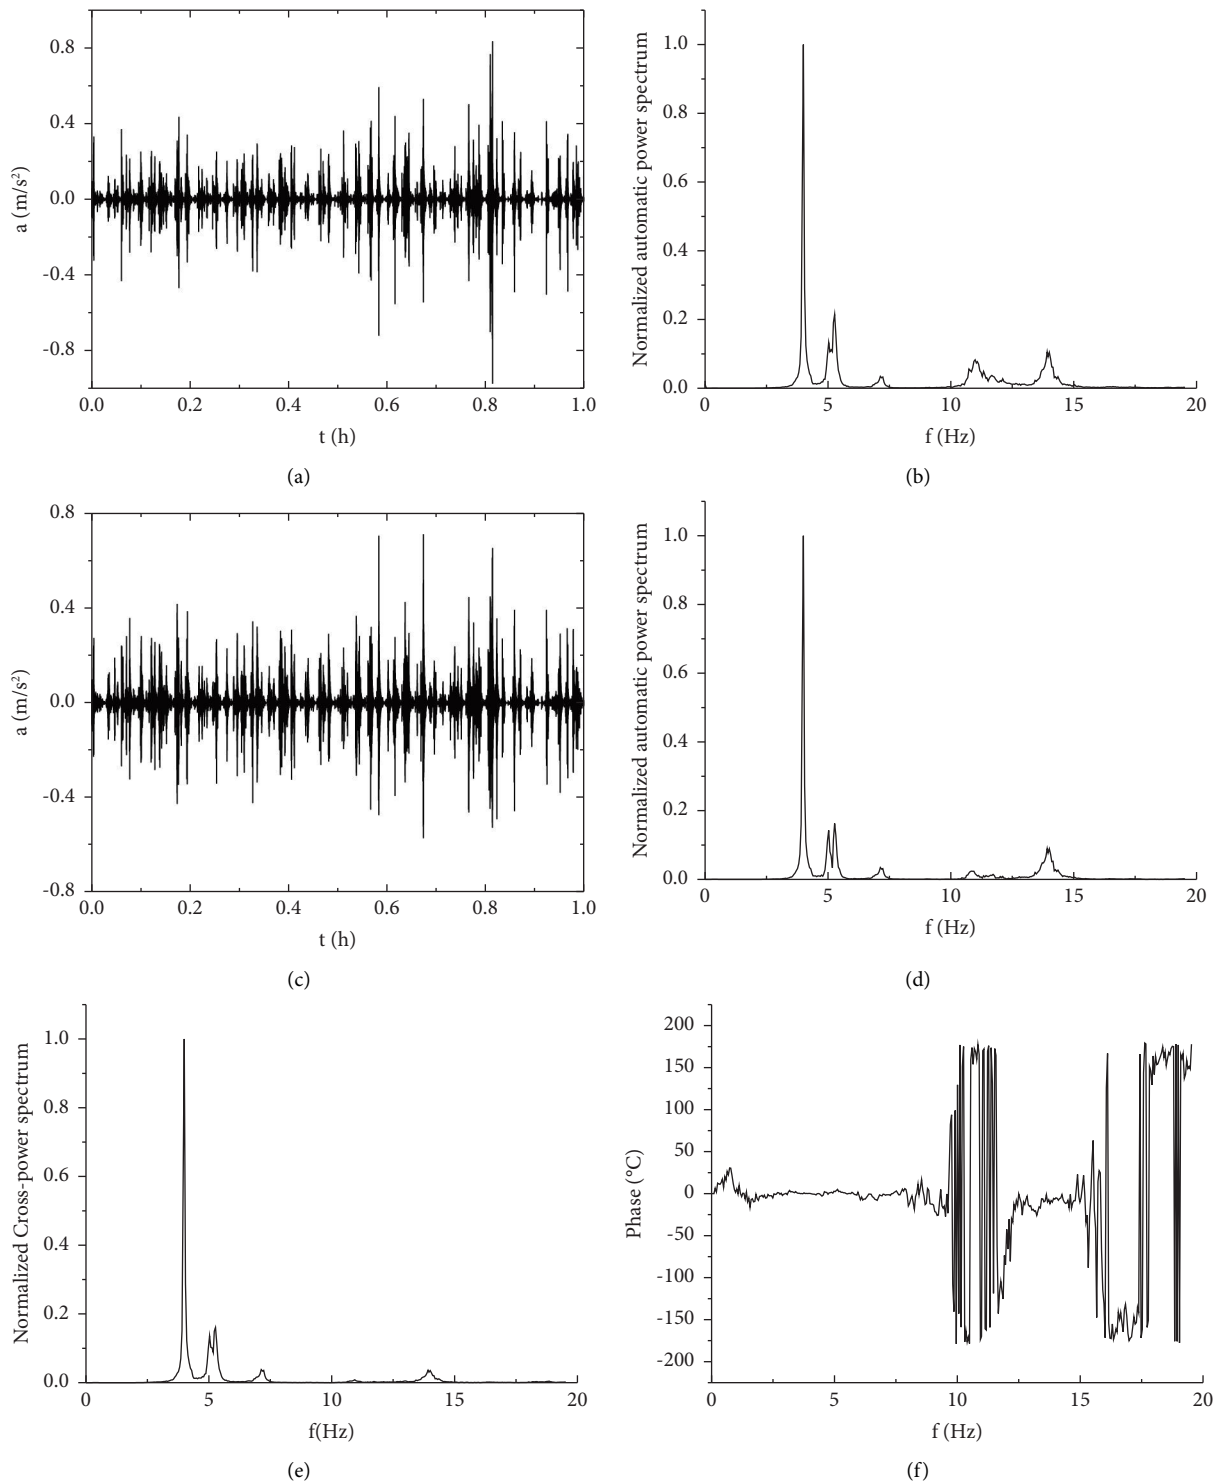 0.8
0.4
0.0
-0.4
-0.8
a (m/s²)
0.0 0.2 0.4 0.6 0.8 1.0
t (h)
(a)
1.0
0.8
0.6
0.4
0.2
0.0
Normalized automatic power spectrum
0 5 10 15 20
f (Hz)
(b)
0.8
0.4
0.0
-0.4
-0.8
a (m/s²)
0.0 0.2 0.4 0.6 0.8 1.0
t (h)
(c)
1.0
0.8
0.6
0.4
0.2
0.0
Normalized automatic power spectrum
0 5 10 15 20
f (Hz)
(d)
1.0
0.8
0.6
0.4
0.2
0.0
Normalized Cross-power spectrum
0 5 10 15 20
f(Hz)
(e)
200
150
100
50
0
-50
-100
-150
-200
Phase (°C)
0 5 10 15 20
f (Hz)
(f)